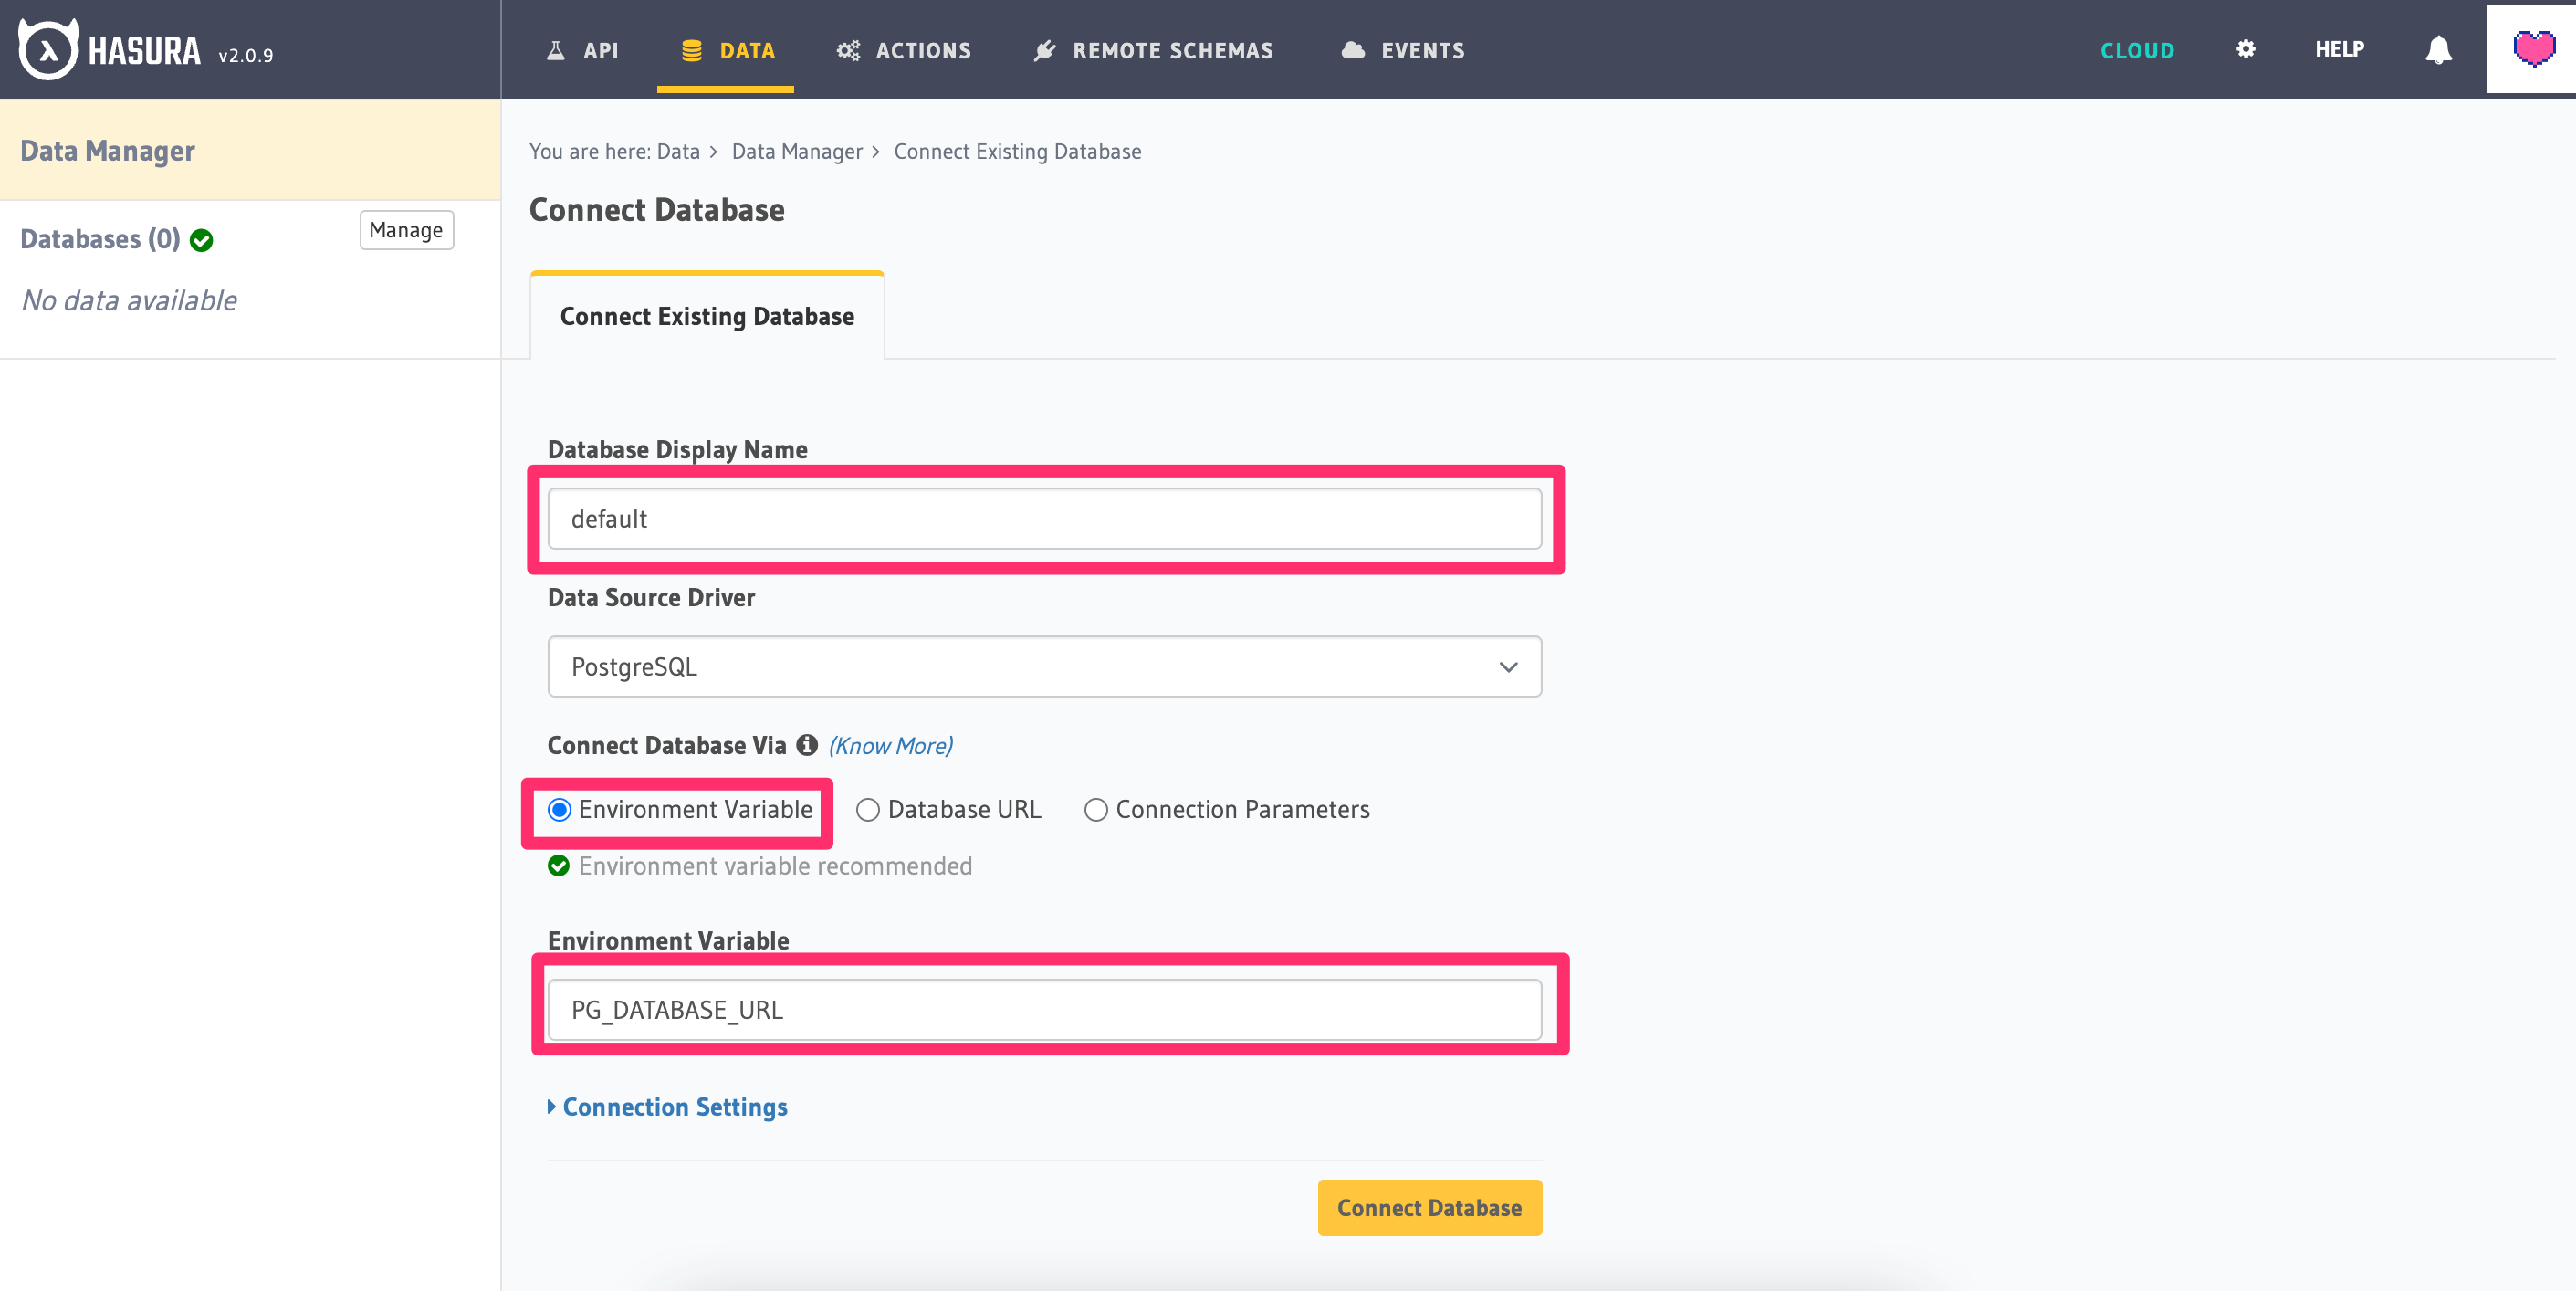 HASURA v2.0.9
API DATA ACTIONS REMOTE SCHEMAS EVENTS CLOUD HELP
Data Manager
Databases (0) Manage
No data available
You are here: Data > Data Manager > Connect Existing Database
Connect Database
Connect Existing Database
Database Display Name
default
Data Source Driver
PostgreSQL
Connect Database Via (Know More)
Environment Variable Database URL Connection Parameters
Environment variable recommended
Environment Variable
PG_DATABASE_URL
Connection Settings
Connect Database